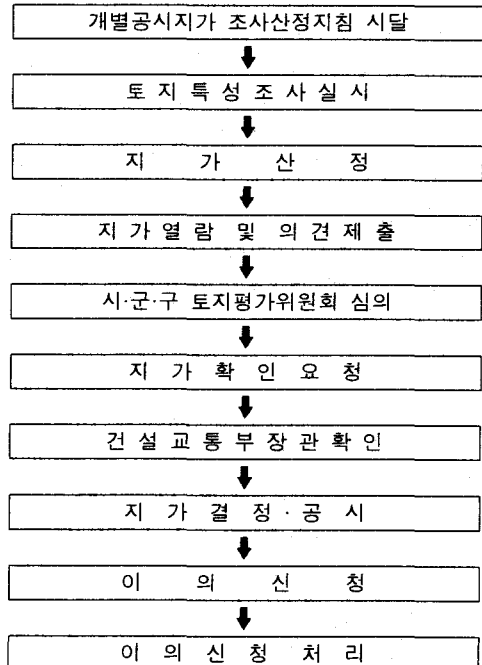 개별공시지가 조사산정지침 시달
토지특성조사실시
지가산정
지가열람 및 의견제출
시·군·구 토지평가위원회 심의
지가확인요청
건설교통부장관확인
지가결정·공시
이의신청
이의신청 처리